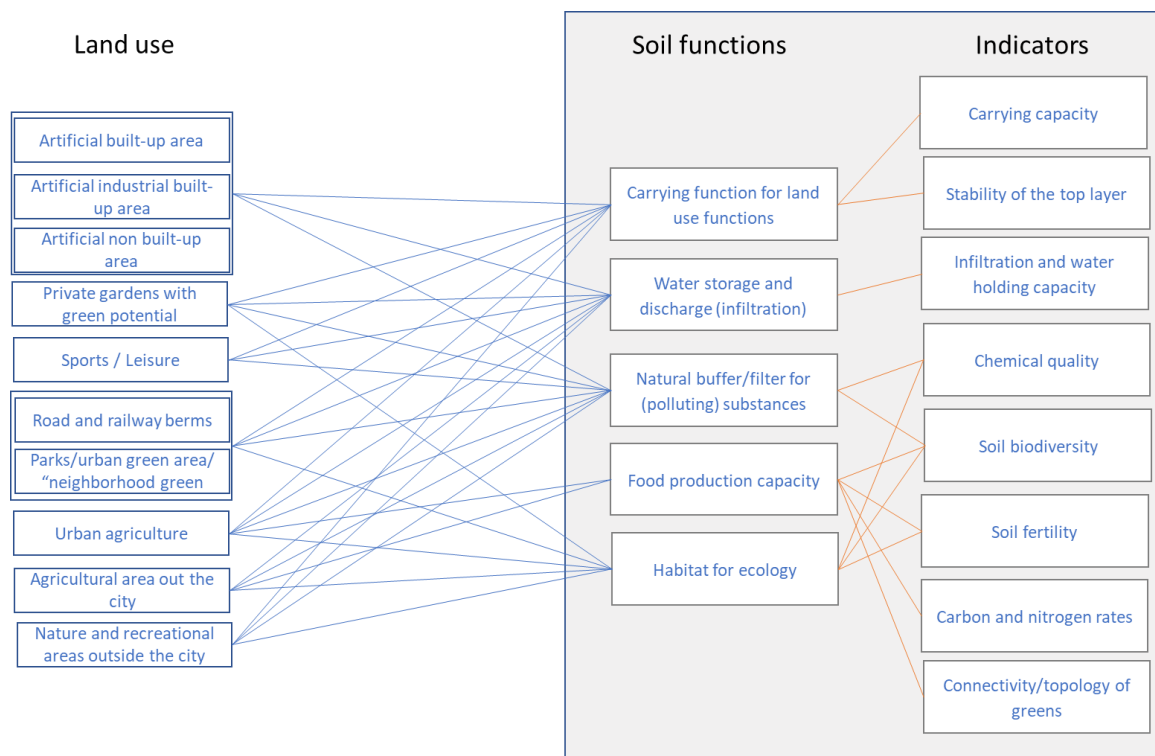 Land use
Artificial built-up area
Artificial industrial built-
up area
Artificial non built-up
area
Private gardens with
green potential
Sports / Leisure
Road and railway berms
Parks/urban green area/
“neighborhood green
Urban agriculture
Agricultural area out the
city
Nature and recreational
areas outside the city
Soil functions
Carrying function for land
use functions
Water storage and
discharge (infiltration)
Natural buffer/filter for
(polluting) substances
Food production capacity
Habitat for ecology
Indicators
Carrying capacity
Stability of the top layer
Infiltration and water
holding capacity
Chemical quality
Soil biodiversity
Soil fertility
Carbon and nitrogen rates
Connectivity/topology of
greens